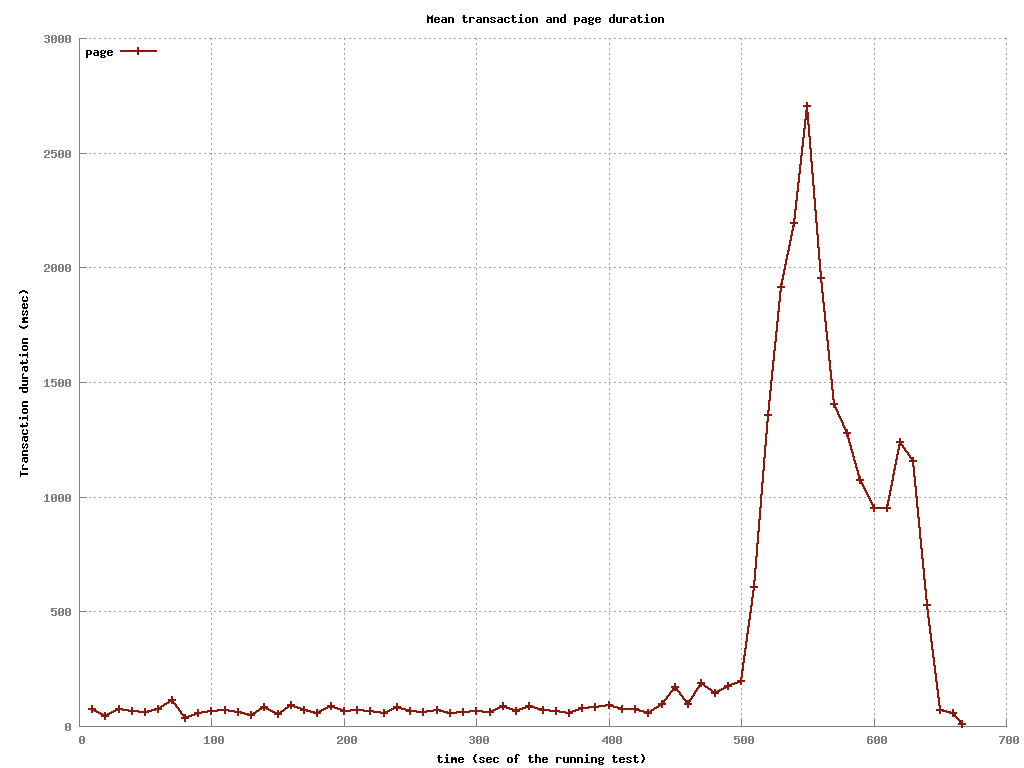 Mean transaction and page duration
page
3000
2500
2000
1500
1000
500
0
Transaction duration (msec)
0 100 200 300 400 500 600 700
time (sec of the running test)